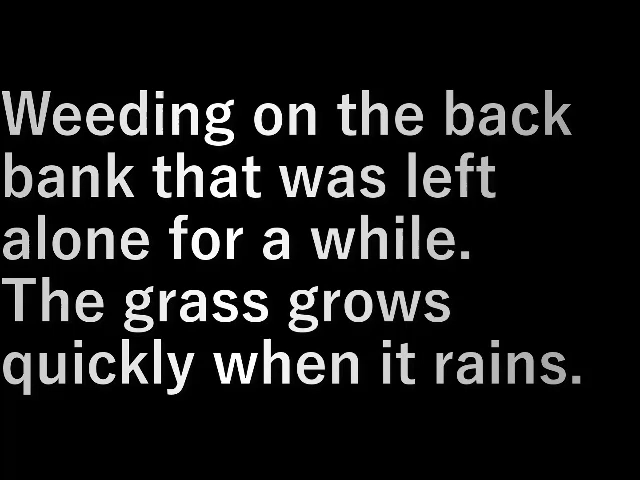 Weeding on the back
bank that was left
alone for a while.
The grass grows
quickly when it rains.